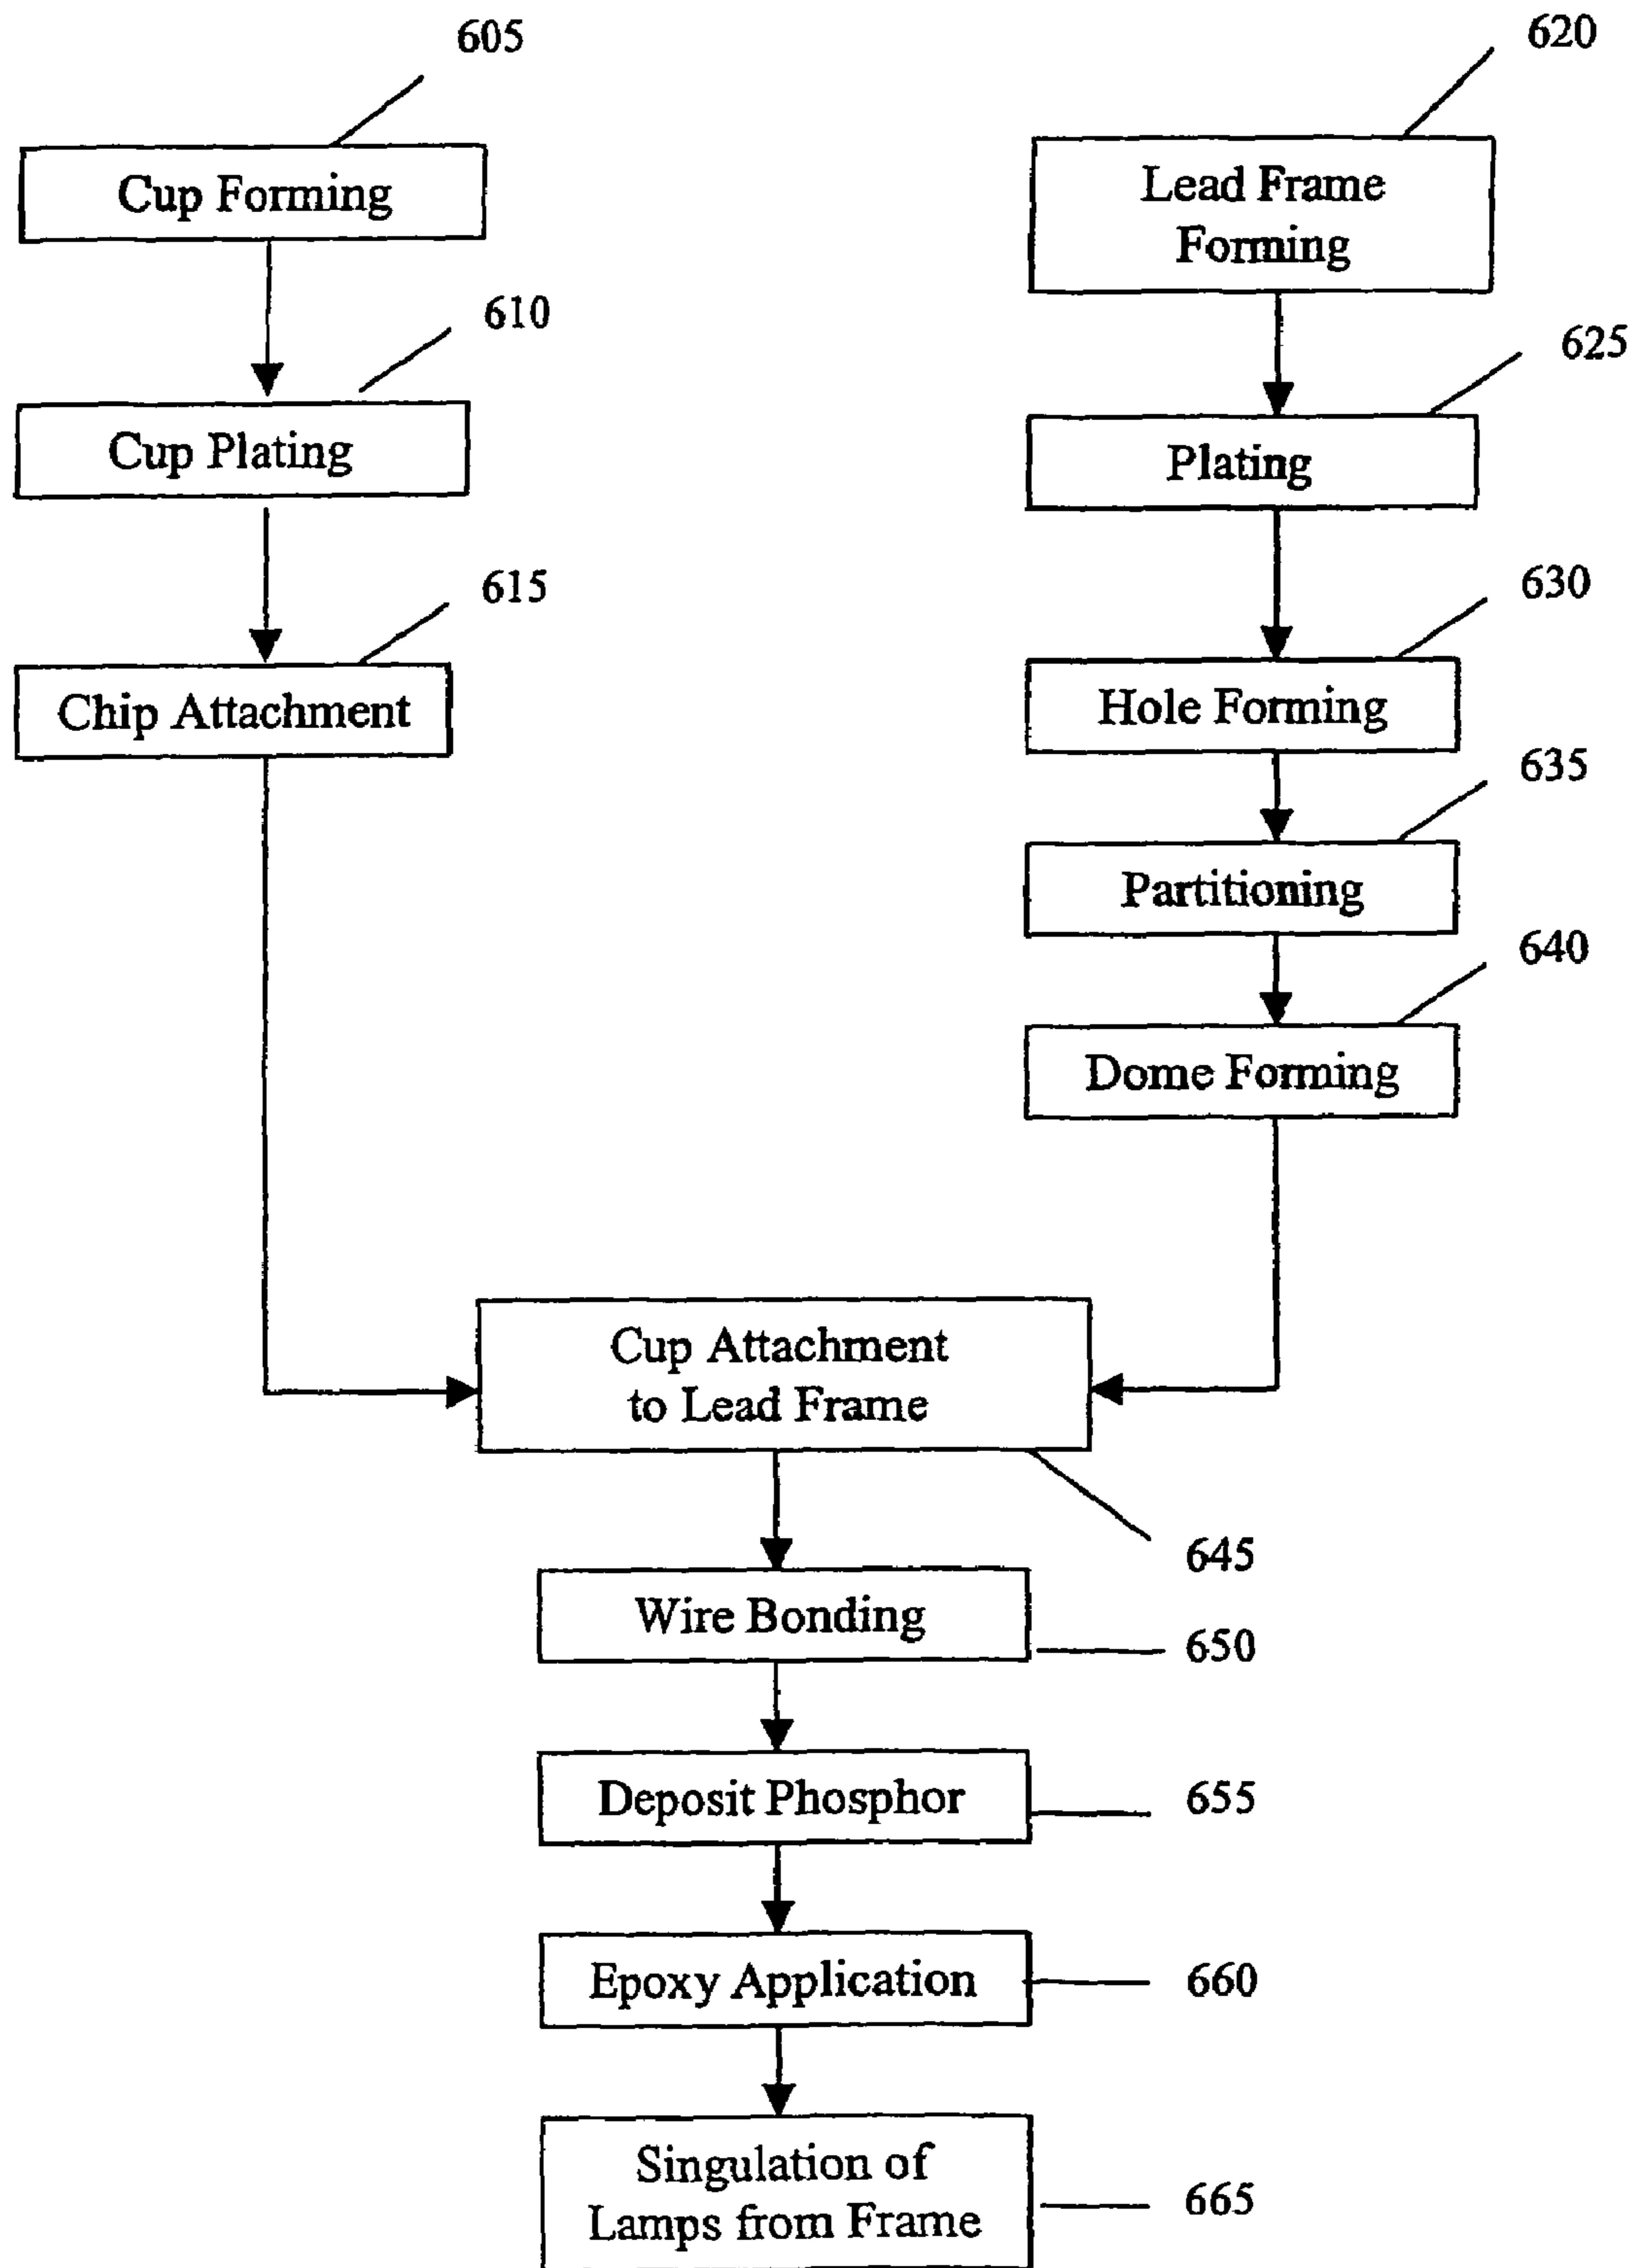 605
Cup Forming
610
Cup Plating
615
Chip Attachment
620
Lead Frame
Forming
625
Plating
630
Hole Forming
635
Partitioning
640
Dome Forming
Cup Attachment
to Lead Frame
645
Wire Bonding
650
Deposit Phosphor
655
Epoxy Application
660
Singulation of
Lamps from Frame
665